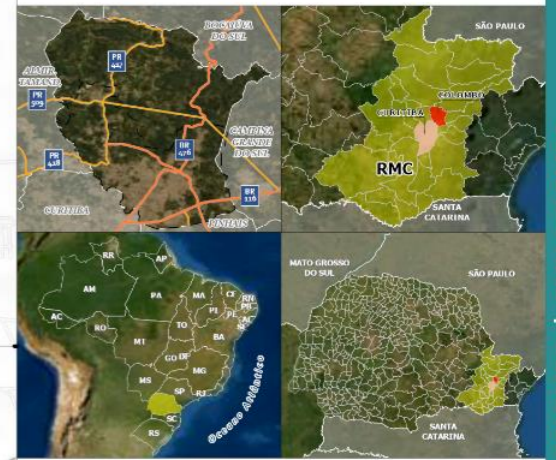 BOCAIÚVA
DO SUL
PR
417
ALMIR.
TAMAND.
PR
509
CAMPINA
GRANDE
DO SUL
BR
476
PR
418
BR
116
CURITIBA
PINHAIS
SÃO PAULO
COLOMBO
CURITIBA
RMC
SANTA
CATARINA
RR
AP
AM
PA
MA
CE
RN
PB
PI
PE
AC
TO
AL
SE
RO
BA
MT
GO
DF
MG
MS
SP
RJ
SC
RS
Oceano Atlântico
MATO GROSSO
DO SUL
SÃO PAULO
SANTA
CATARINA